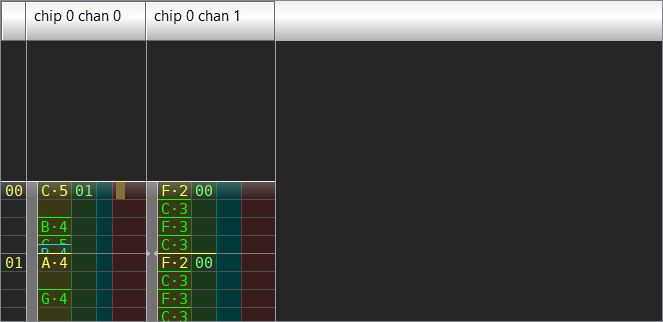 chip 0 chan 0 chip 0 chan 1
00 C·5 01 F·2 00
C·3
B·4 F·3
C·5 C·3
B·4
01 A·4 F·2 00
C·3
G·4 F·3
C·3